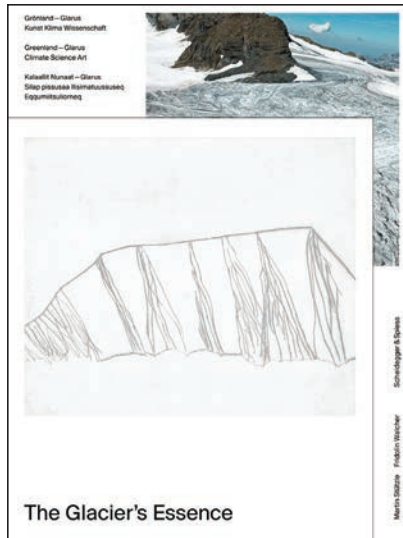 Grönland – Glarus
Kunst Klima Wissenschaft
Greenland – Glarus
Climate Science Art
Kalaallit Nunaat – Glarus
Silap pissusaa Ilisimatuussuseq
Eqqumiitsuliorneq
Scheidegger & Spiess
Martin Stützle Fridolin Walcher
The Glacier's Essence